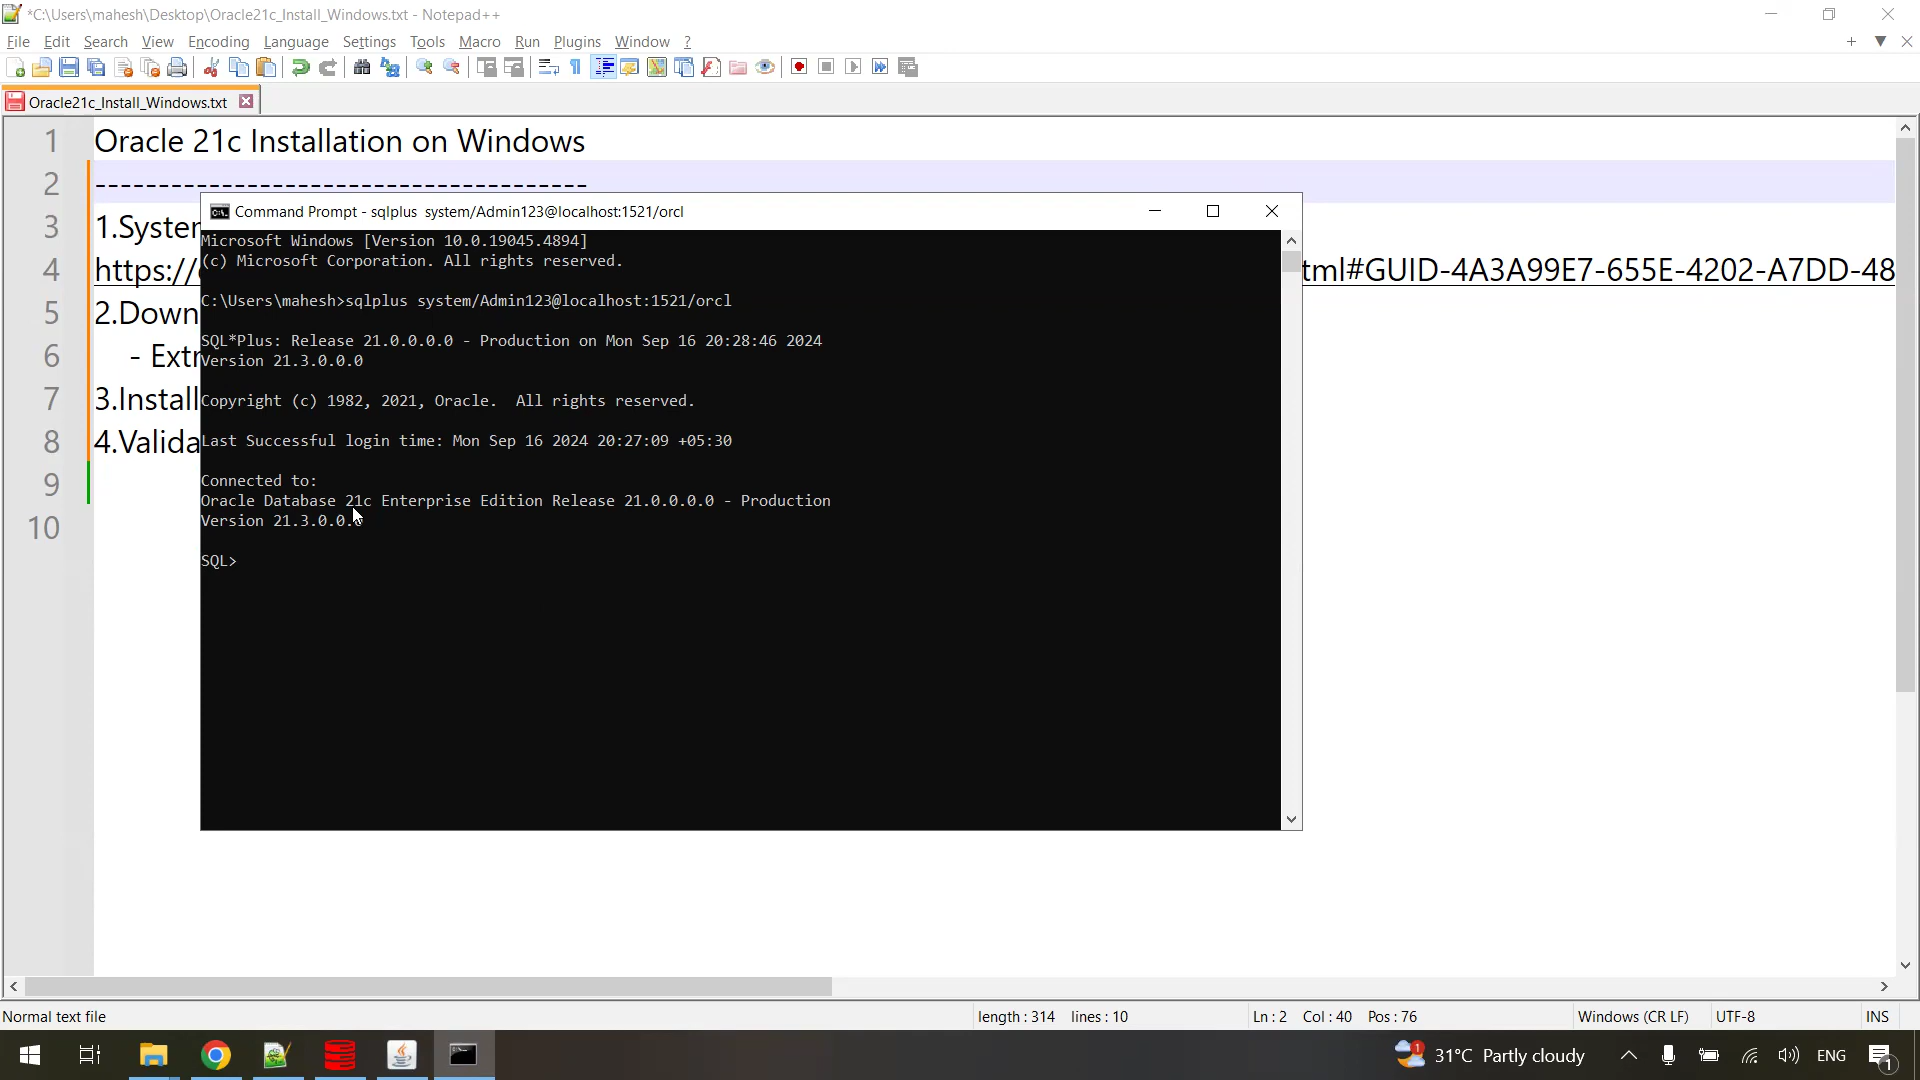 *C:\Users\mahesh\Desktop\Oracle21c_Install_Windows.txt - Notepad++
File Edit Search View Encoding Language Settings Tools Macro Run Plugins Window ?
Oracle21c_Install_Windows.txt
1 Oracle 21c Installation on Windows
2 ---------------------------------------
3 1.System
4 https:// tml#GUID-4A3A99E7-655E-4202-A7DD-48
5 2.Down
6 - Extr
7 3.Install
8 4.Valida
9
10
Command Prompt - sqlplus system/Admin123@localhost:1521/orcl
Microsoft Windows [Version 10.0.19045.4894]
(c) Microsoft Corporation. All rights reserved.
C:\Users\mahesh>sqlplus system/Admin123@localhost:1521/orcl
SQL*Plus: Release 21.0.0.0.0 - Production on Mon Sep 16 20:28:46 2024
Version 21.3.0.0.0
Copyright (c) 1982, 2021, Oracle.  All rights reserved.
Last Successful login time: Mon Sep 16 2024 20:27:09 +05:30
Connected to:
Oracle Database 21c Enterprise Edition Release 21.0.0.0.0 - Production
Version 21.3.0.0.0
SQL>
Normal text file length : 314 lines : 10 Ln : 2 Col : 40 Pos : 76 Windows (CR LF) UTF-8 INS
31°C Partly cloudy ENG 1